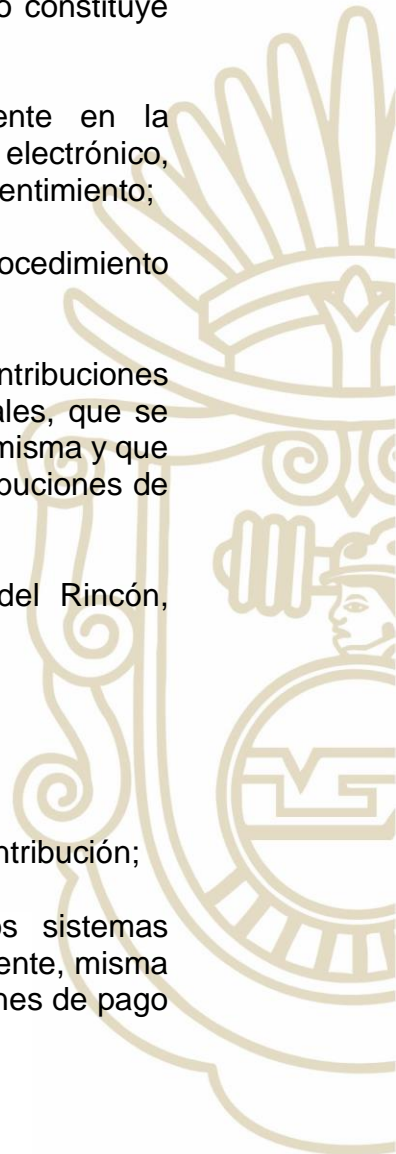 o constituye
ente en la
electrónico,
entimiento;
ocedimiento
ntribuciones
ales, que se
misma y que
buciones de
del Rincón,
ntribución;
os sistemas
ente, misma
nes de pago